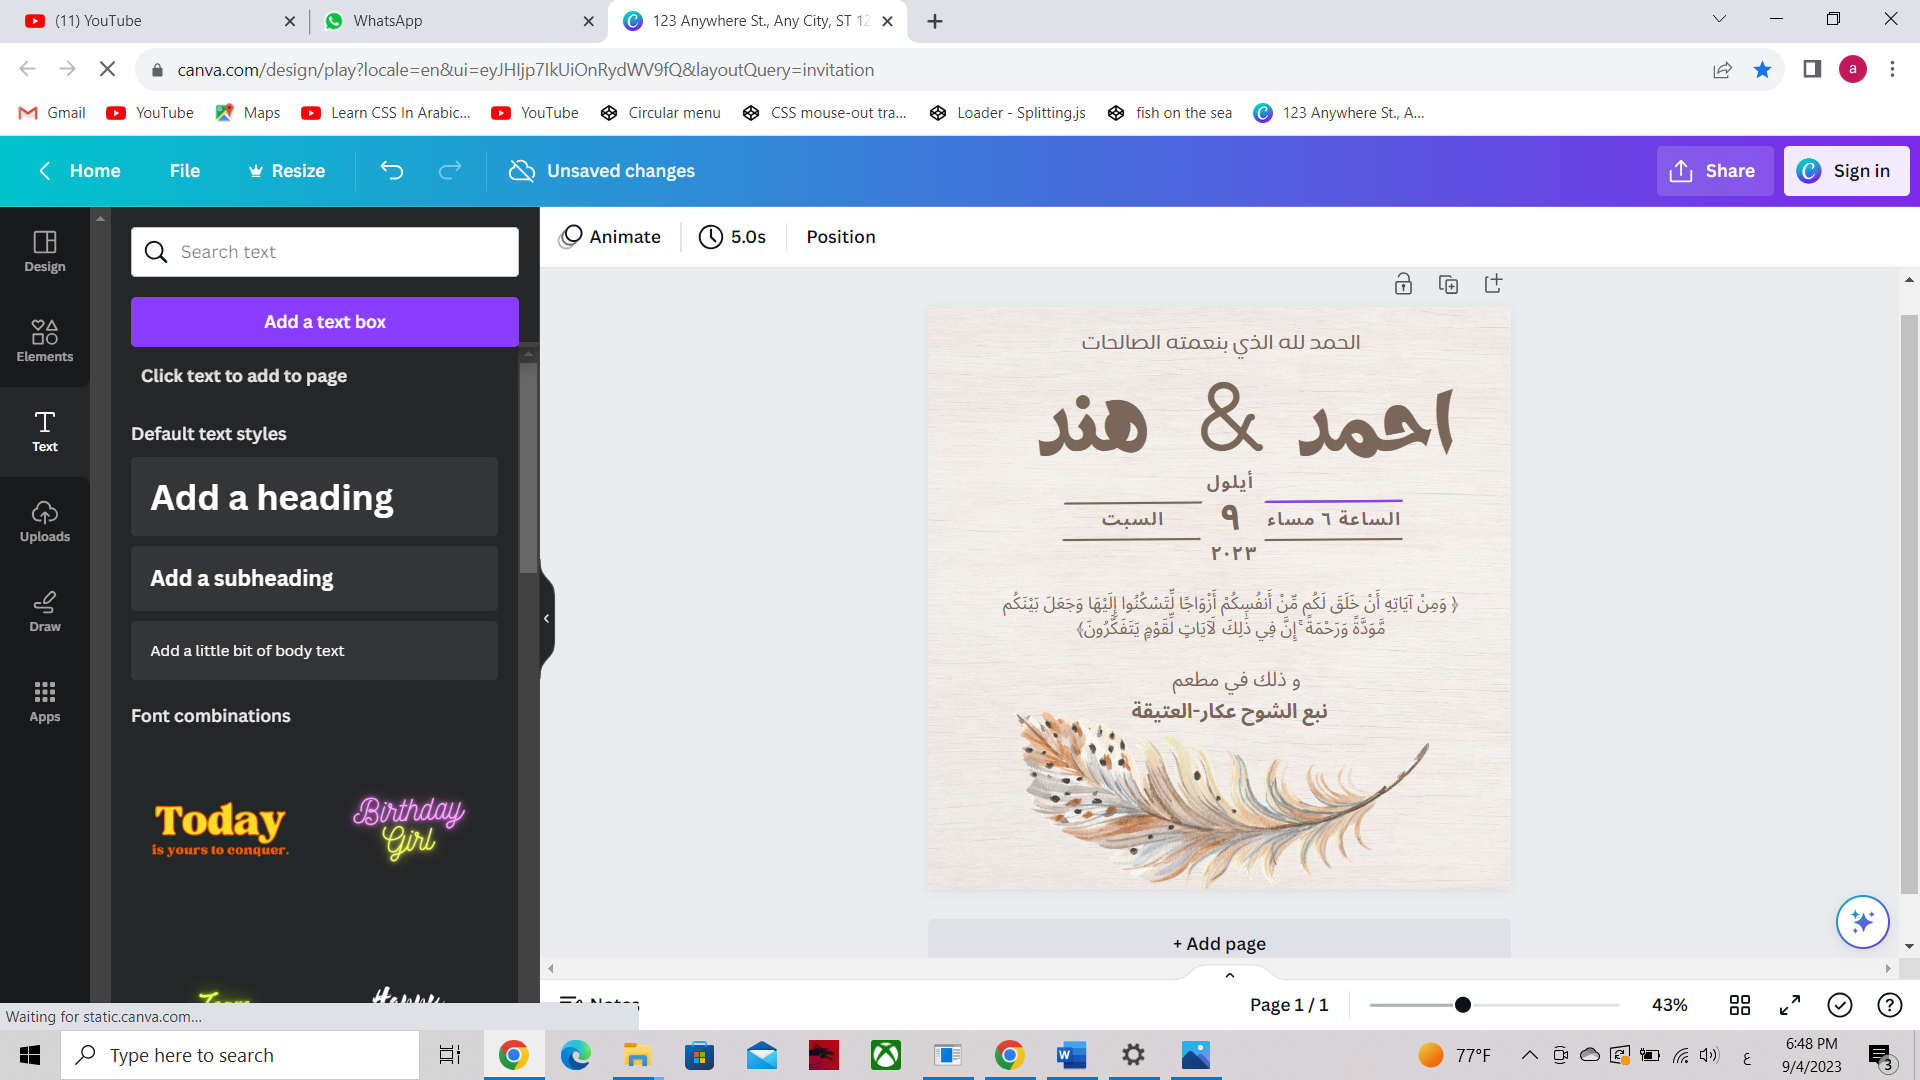 (11) YouTube
WhatsApp
123 Anywhere St., Any City, ST 12
canva.com/design/play?locale=en&ui=eyJHIjp7IkUiOnRydWV9fQ&layoutQuery=invitation
a
Gmail
YouTube
Maps
Learn CSS In Arabic...
YouTube
Circular menu
CSS mouse-out tra...
Loader - Splitting.js
fish on the sea
123 Anywhere St., A...
Home
File
Resize
Unsaved changes
Share
Sign in
Design
Elements
Text
Uploads
Draw
Apps
Search text
Add a text box
Click text to add to page
Default text styles
Add a heading
Add a subheading
Add a little bit of body text
Font combinations
Today
is yours to conquer.
Birthday
Girl
Animate
5.0s
Position
الحمد لله الذي بنعمته الصالحات
احمد & هند
أيلول
الساعة ٦ مساء
٩
السبت
٢٠٢٣
﴿ وَمِنْ آيَاتِهِ أَنْ خَلَقَ لَكُم مِّنْ أَنفُسِكُمْ أَزْوَاجًا لِّتَسْكُنُوا إِلَيْهَا وَجَعَلَ بَيْنَكُم
مَّوَدَّةً وَرَحْمَةً ۚ إِنَّ فِي ذَٰلِكَ لَآيَاتٍ لِّقَوْمٍ يَتَفَكَّرُونَ﴾
و ذلك في مطعم
نبع الشوح عكار-العتيقة
+ Add page
Page 1 / 1
43%
Waiting for static.canva.com...
Type here to search
77°F
ع
6:48 PM
9/4/2023
3